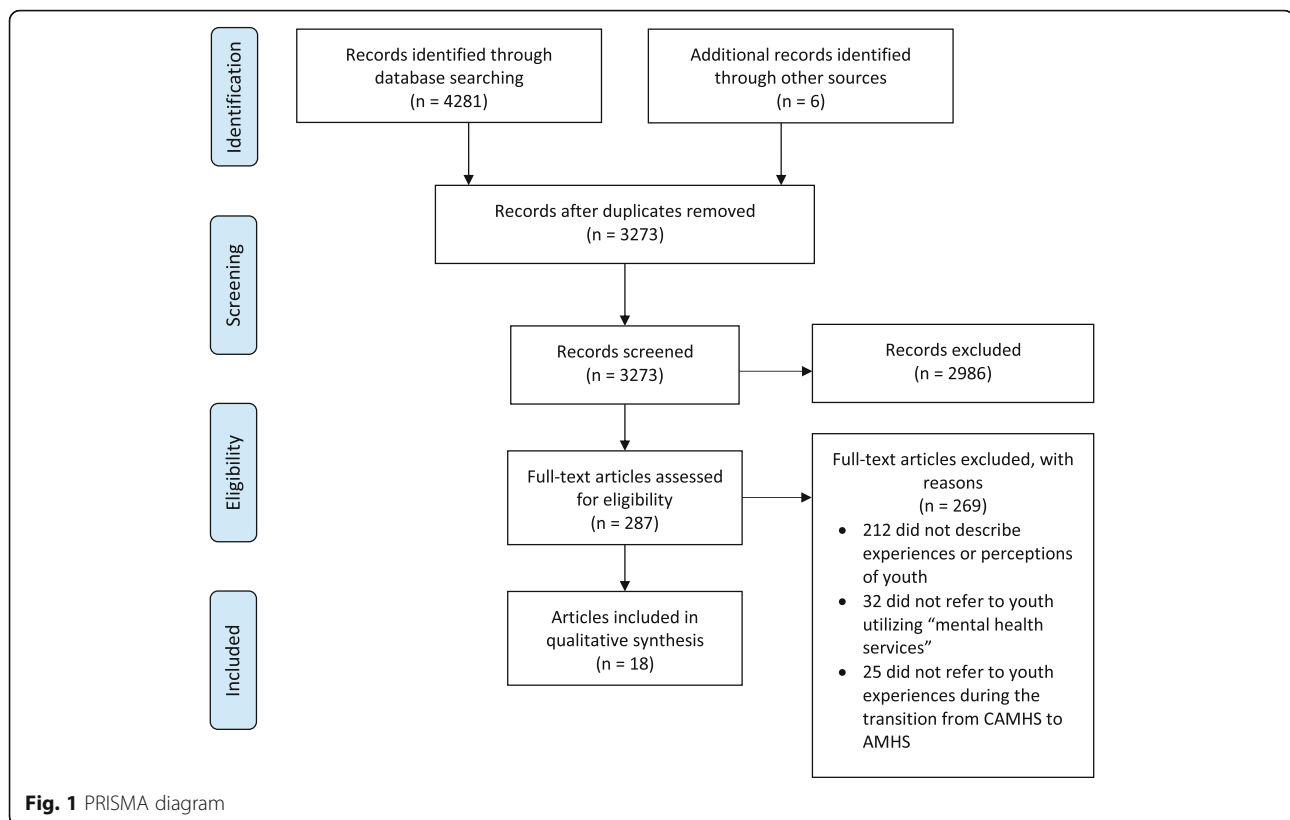 Identification
Records identified through
database searching
(n = 4281)
Additional records identified
through other sources
(n = 6)
Records after duplicates removed
(n = 3273)
Screening
Records screened
(n = 3273)
Records excluded
(n = 2986)
Eligibility
Full-text articles assessed
for eligibility
(n = 287)
Full-text articles excluded, with
reasons
(n = 269)
• 212 did not describe
experiences or perceptions
of youth
• 32 did not refer to youth
utilizing “mental health
services”
• 25 did not refer to youth
experiences during the
transition from CAMHS to
AMHS
Included
Articles included in
qualitative synthesis
(n = 18)
Fig. 1 PRISMA diagram